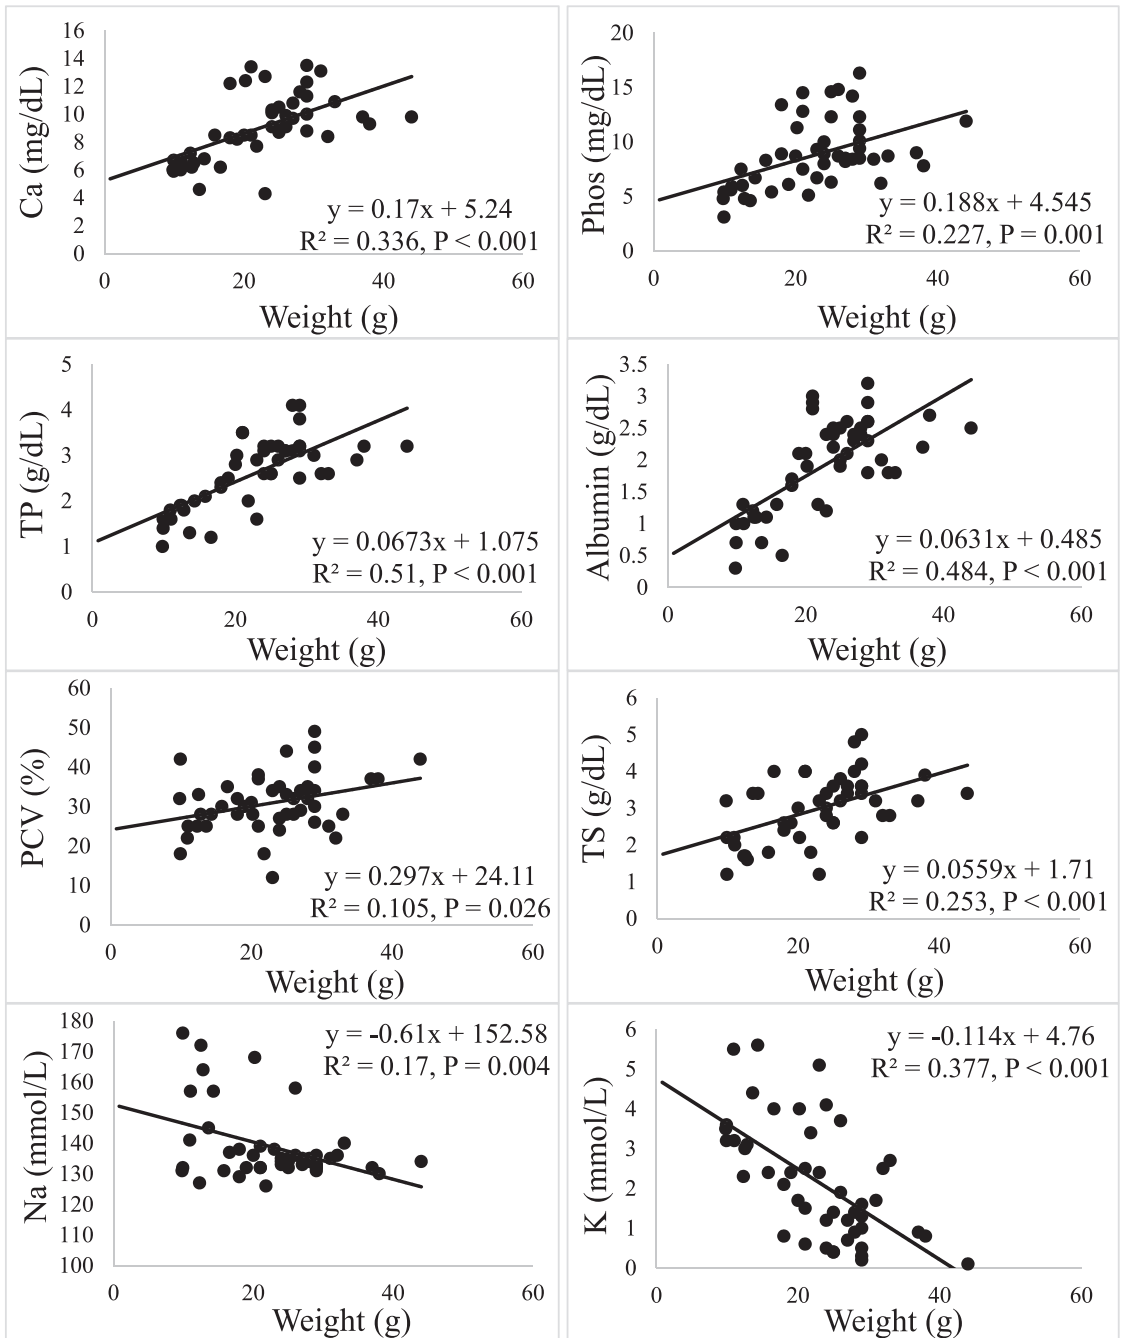 16
14
12
10
8
6
4
2
0
Ca (mg/dL)
y = 0.17x + 5.24
R² = 0.336, P < 0.001
0 20 40 60
Weight (g)
20
15
10
5
0
Phos (mg/dL)
y = 0.188x + 4.545
R² = 0.227, P = 0.001
0 20 40 60
Weight (g)
5
4
3
2
1
0
TP (g/dL)
y = 0.0673x + 1.075
R² = 0.51, P < 0.001
0 20 40 60
Weight (g)
3.5
3
2.5
2
1.5
1
0.5
0
Albumin (g/dL)
y = 0.0631x + 0.485
R² = 0.484, P < 0.001
0 20 40 60
Weight (g)
60
50
40
30
20
10
0
PCV (%)
y = 0.297x + 24.11
R² = 0.105, P = 0.026
0 20 40 60
Weight (g)
6
5
4
3
2
1
0
TS (g/dL)
y = 0.0559x + 1.71
R² = 0.253, P < 0.001
0 20 40 60
Weight (g)
180
170
160
150
140
130
120
110
100
Na (mmol/L)
y = -0.61x + 152.58
R² = 0.17, P = 0.004
0 20 40 60
Weight (g)
6
5
4
3
2
1
0
K (mmol/L)
y = -0.114x + 4.76
R² = 0.377, P < 0.001
0 20 40 60
Weight (g)